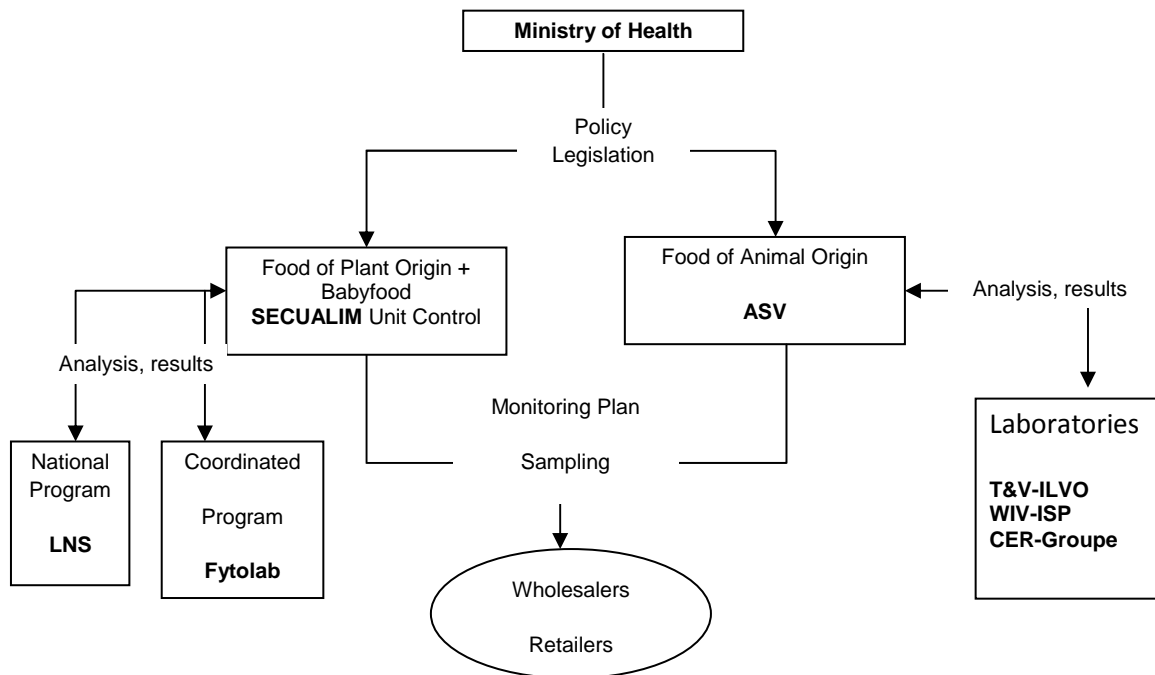 Ministry of Health
Policy
Legislation
Food of Plant Origin +
Babyfood
SECUALIM Unit Control
Food of Animal Origin
ASV
Analysis, results
Analysis, results
Monitoring Plan
Sampling
National
Program
LNS
Coordinated
Program
Fytolab
Laboratories
T&V-ILVO
WIV-ISP
CER-Groupe
Wholesalers
Retailers